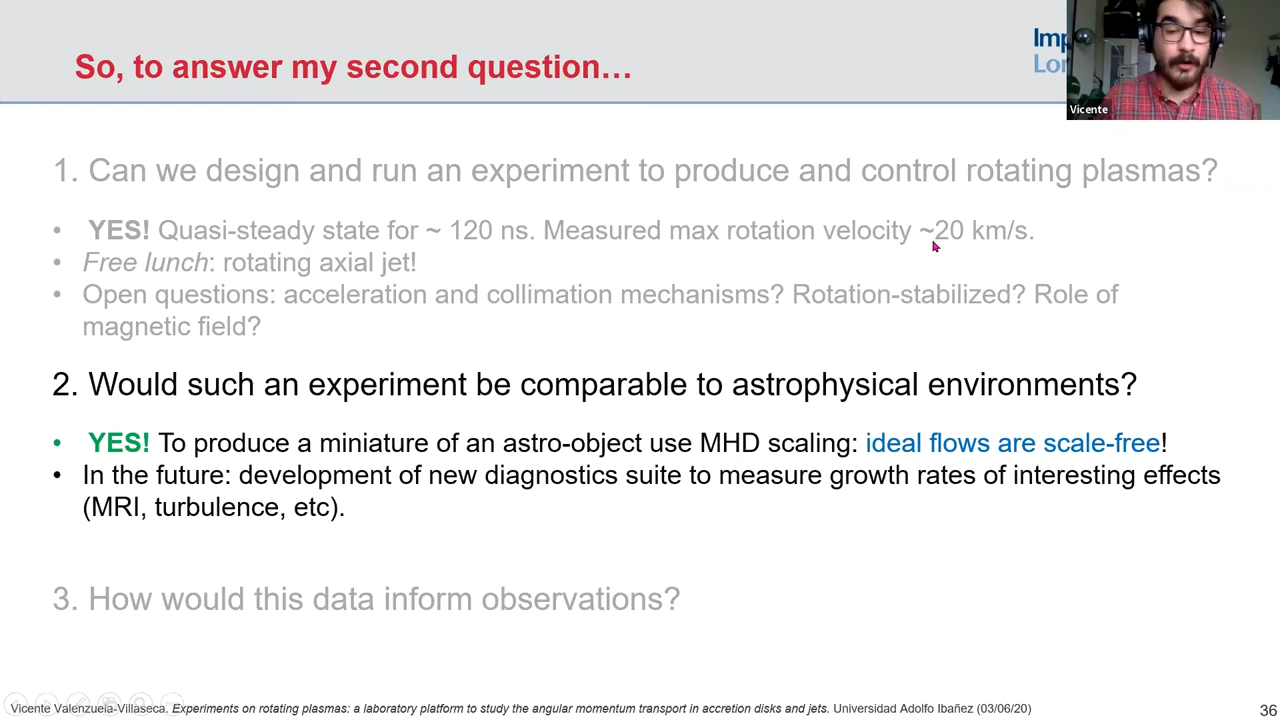 So, to answer my second question…
Imp
Lon
Vicente
1. Can we design and run an experiment to produce and control rotating plasmas?
• YES! Quasi-steady state for ~ 120 ns. Measured max rotation velocity ~20 km/s.
• Free lunch: rotating axial jet!
• Open questions: acceleration and collimation mechanisms? Rotation-stabilized? Role of
magnetic field?
2. Would such an experiment be comparable to astrophysical environments?
• YES! To produce a miniature of an astro-object use MHD scaling: ideal flows are scale-free!
• In the future: development of new diagnostics suite to measure growth rates of interesting effects
(MRI, turbulence, etc).
3. How would this data inform observations?
Vicente Valenzuela-Villaseca. Experiments on rotating plasmas: a laboratory platform to study the angular momentum transport in accretion disks and jets. Universidad Adolfo Ibañez (03/06/20)
36